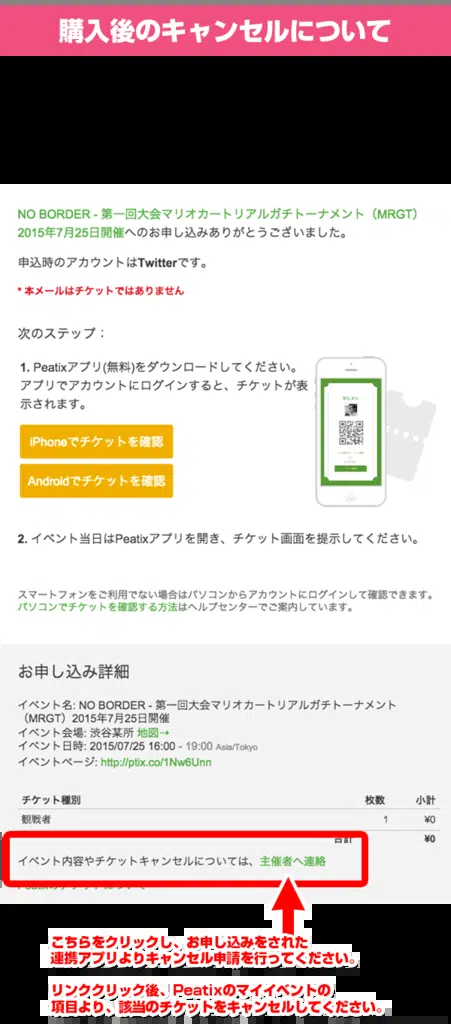 購入後のキャンセルについて
NO BORDER - 第一回大会マリオカートリアルガチトーナメント（MRGT）
2015年7月25日開催へのお申し込みありがとうございました。
申込時のアカウントはTwitterです。
* 本メールはチケットではありません
次のステップ：
1. Peatixアプリ(無料)をダウンロードしてください。
アプリでアカウントにログインすると、チケットが表
示されます。
iPhoneでチケットを確認
Androidでチケットを確認
2. イベント当日はPeatixアプリを開き、チケット画面を提示してください。
スマートフォンをご利用でない場合はパソコンからアカウントにログインして確認できます。
パソコンでチケットを確認する方法はヘルプセンターでご案内しています。
お申し込み詳細
イベント名: NO BORDER - 第一回大会マリオカートリアルガチトーナメント
（MRGT）2015年7月25日開催
イベント会場: 渋谷某所 地図→
イベント日時: 2015/07/25 16:00 - 19:00 Asia/Tokyo
イベントページ: http://ptix.co/1Nw6Unn
チケット種別 枚数 小計
観戦者 1 ¥0
合計 ¥0
イベント内容やチケットキャンセルについては、主催者へ連絡
こちらをクリックし、お申し込みをされた
連携アプリよりキャンセル申請を行ってください。
リンククリック後、Peatixのマイイベントの
項目より、該当のチケットをキャンセルしてください。